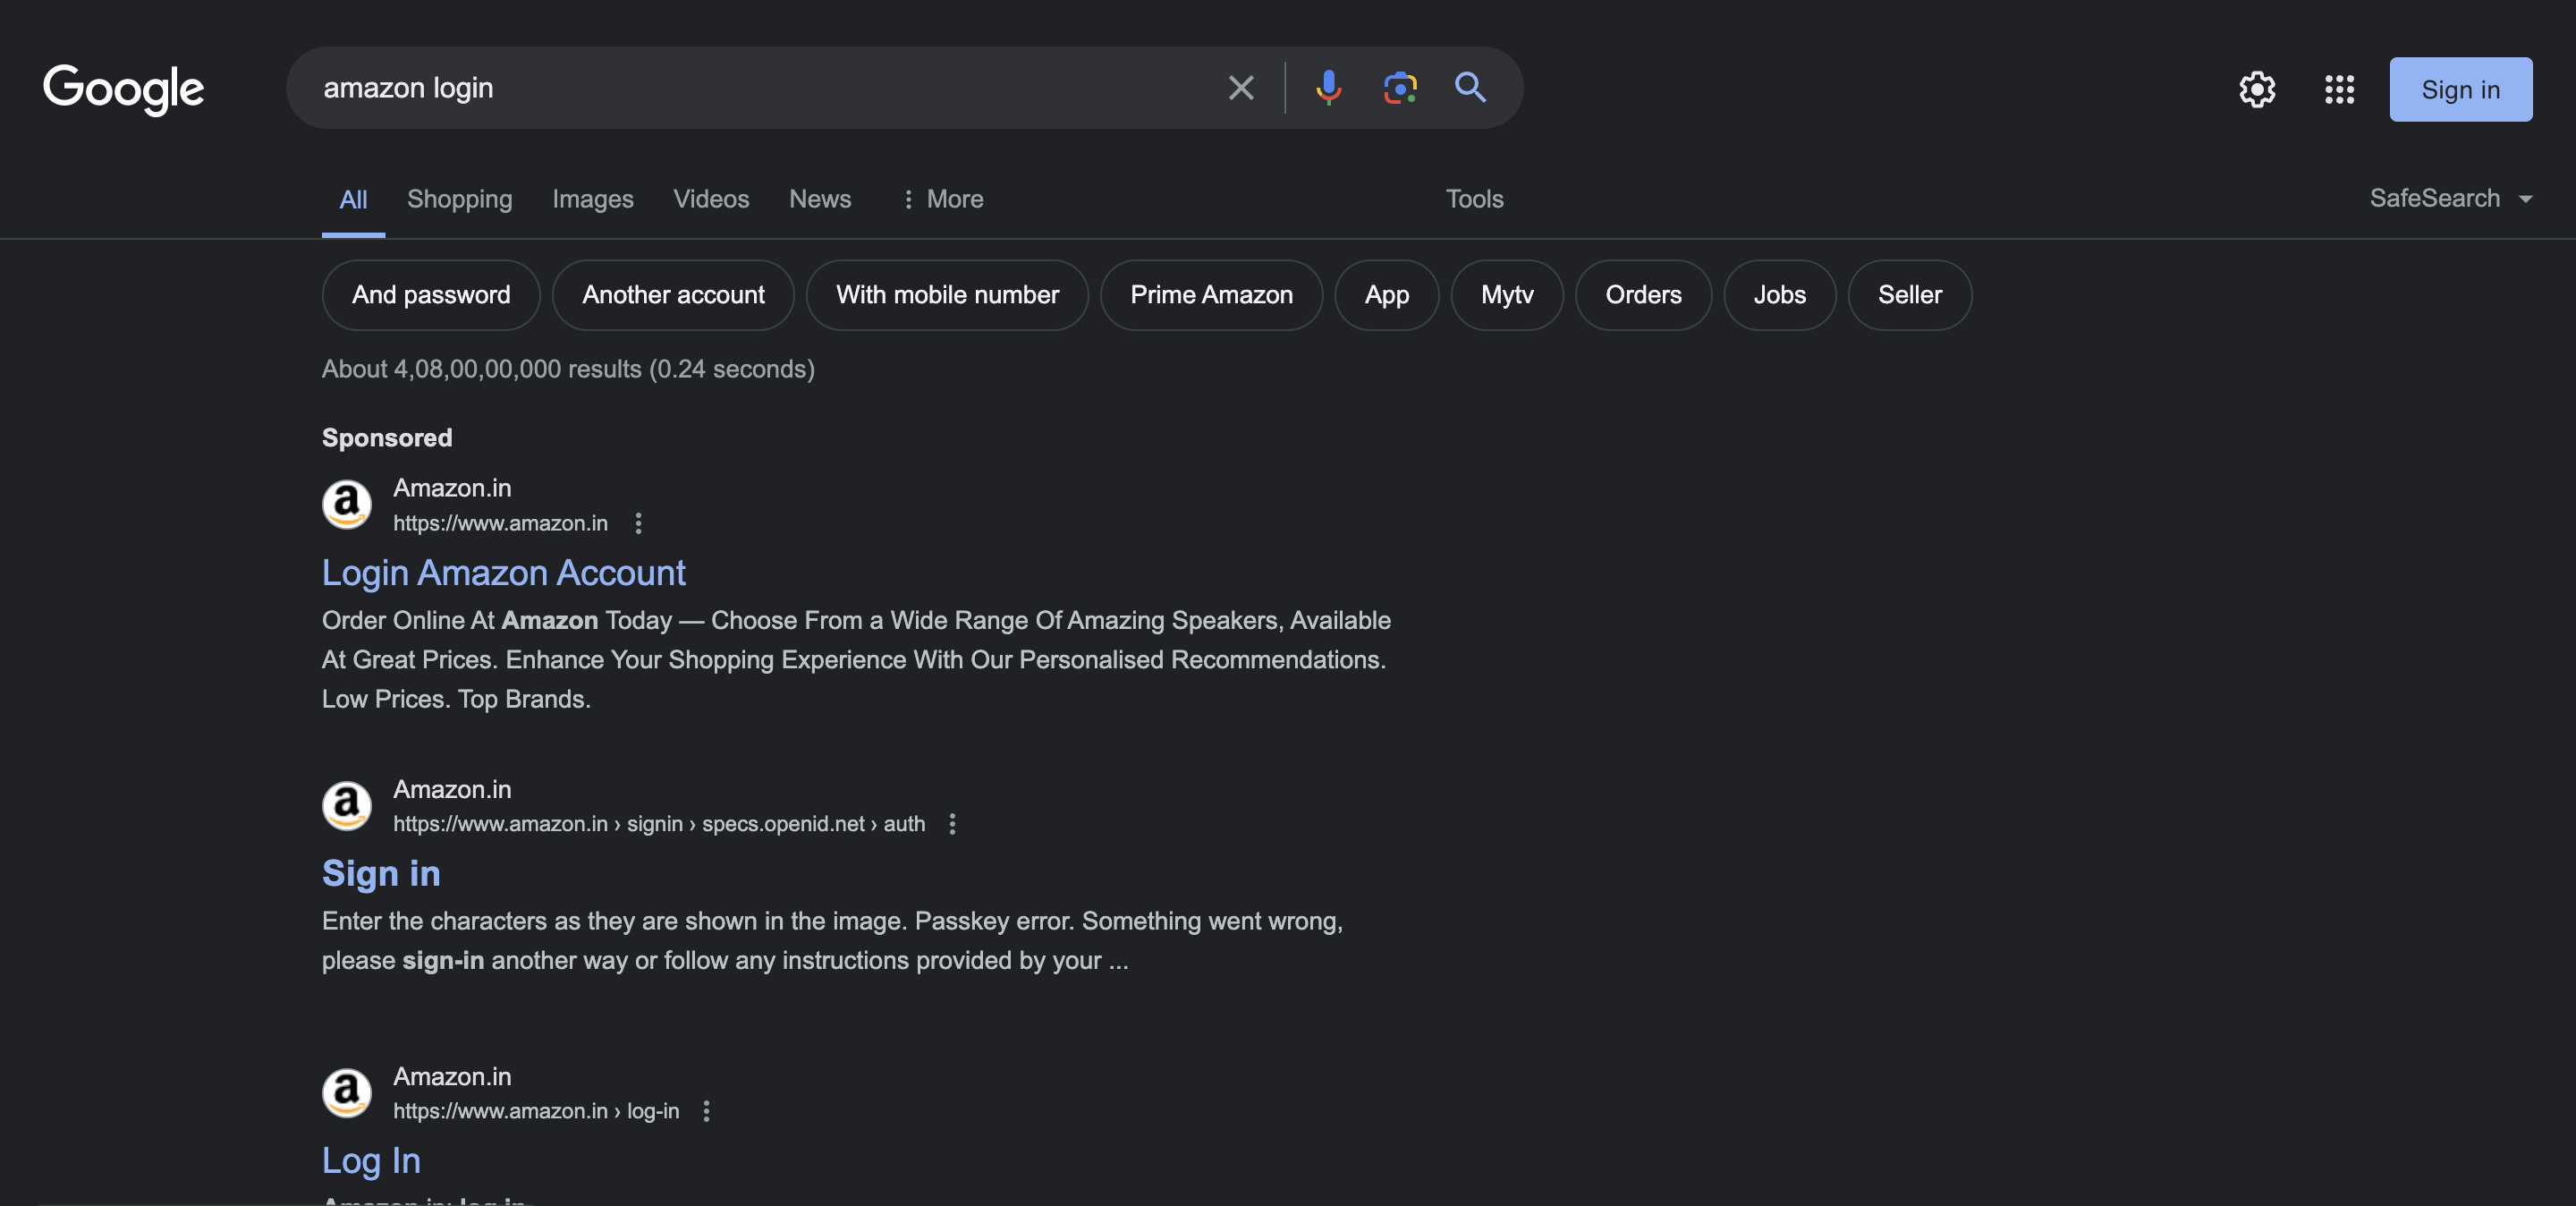 Google
amazon login
Sign in
All
Shopping
Images
Videos
News
More
Tools
SafeSearch
And password
Another account
With mobile number
Prime Amazon
App
Mytv
Orders
Jobs
Seller
About 4,08,00,00,000 results (0.24 seconds)
Sponsored
Amazon.in
https://www.amazon.in
Login Amazon Account
Order Online At Amazon Today — Choose From a Wide Range Of Amazing Speakers, Available
At Great Prices. Enhance Your Shopping Experience With Our Personalised Recommendations.
Low Prices. Top Brands.
Amazon.in
https://www.amazon.in › signin › specs.openid.net › auth
Sign in
Enter the characters as they are shown in the image. Passkey error. Something went wrong,
please sign-in another way or follow any instructions provided by your ...
Amazon.in
https://www.amazon.in › log-in
Log In